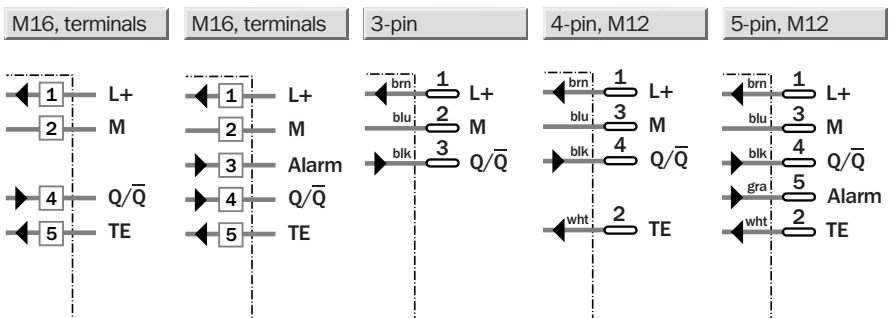 M16, terminals
1 L+
2 M
4 Q/Q̅
5 TE
M16, terminals
1 L+
2 M
3 Alarm
4 Q/Q̅
5 TE
3-pin
brn 1 L+
blu 2 M
blk 3 Q/Q̅
4-pin, M12
brn 1 L+
blu 3 M
blk 4 Q/Q̅
wht 2 TE
5-pin, M12
brn 1 L+
blu 3 M
blk 4 Q/Q̅
gra 5 Alarm
wht 2 TE